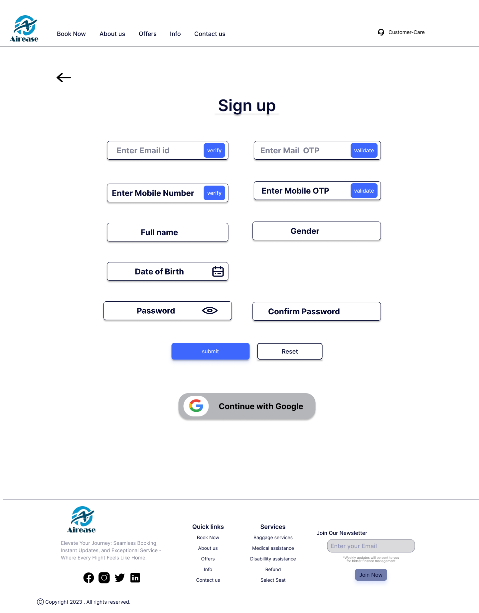 Airease
Book Now About us Offers Info Contact us
Customer-Care
Sign up
Enter Email id verify
Enter Mail OTP validate
Enter Mobile Number verify
Enter Mobile OTP validate
Full name
Gender
Date of Birth
Password
Confirm Password
submit
Reset
Continue with Google
Airease
Elevate Your Journey: Seamless Booking
Instant Updates, and Exceptional Service -
Where Every Flight Feels Like Home
Quick links
Book Now
About us
Offers
Info
Contact us
Services
Baggage services
Medical assistance
Disability assistance
Refund
Select Seat
Join Our Newsletter
Enter your Email
Join Now
Copyright 2023 . All rights reserved.